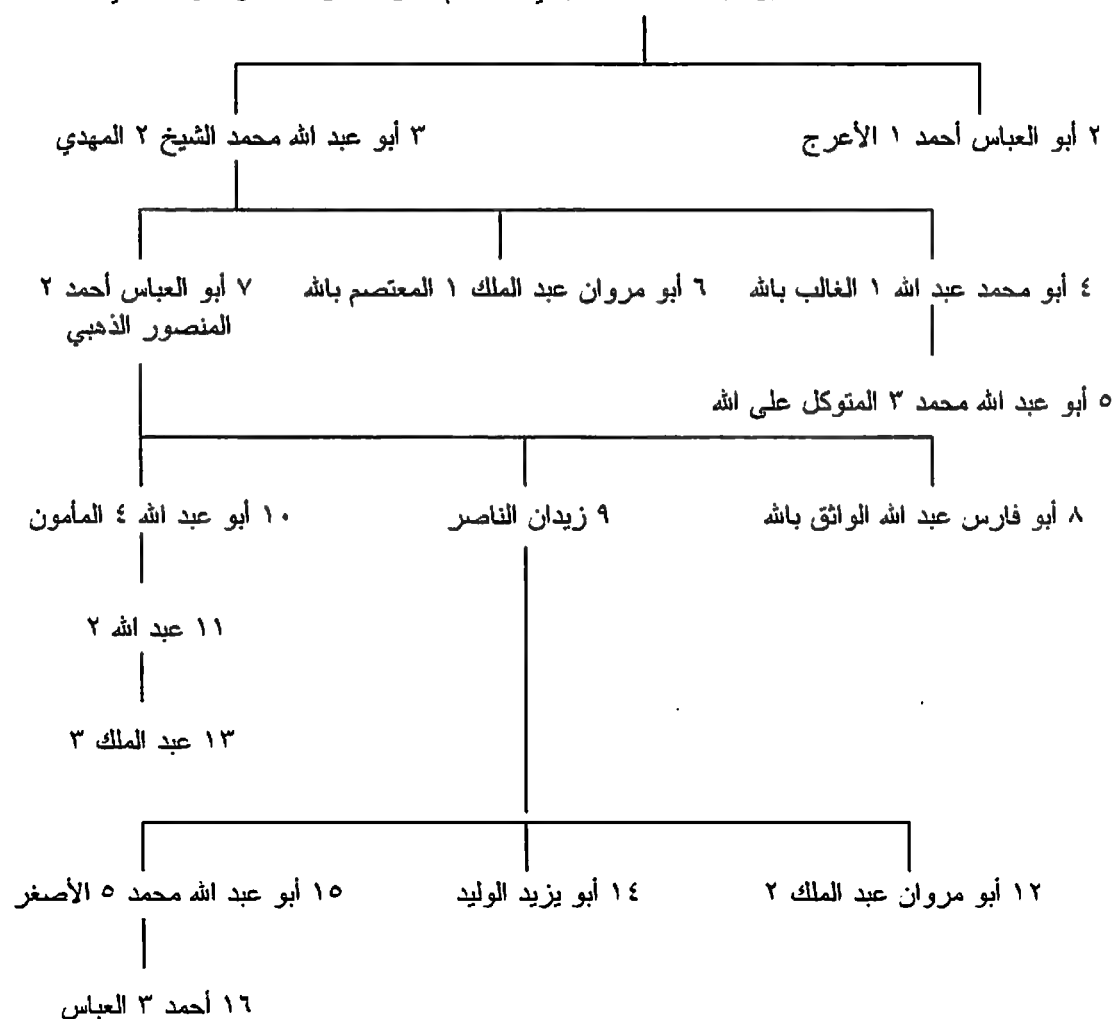 ٢ أبو العباس أحمد ١ الأعرج
٣ أبو عبد الله محمد الشيخ ٢ المهدي
٤ أبو محمد عبد الله ١ الغالب بالله
٦ أبو مروان عبد الملك ١ المعتصم بالله
٧ أبو العباس أحمد ٢
المنصور الذهبي
٥ أبو عبد الله محمد ٣ المتوكل على الله
٨ أبو فارس عبد الله الواثق بالله
٩ زيدان الناصر
١٠ أبو عبد الله ٤ المأمون
١١ عبد الله ٢
١٣ عبد الملك ٣
١٢ أبو مروان عبد الملك ٢
١٤ أبو يزيد الوليد
١٥ أبو عبد الله محمد ٥ الأصغر
١٦ أحمد ٣ العباس